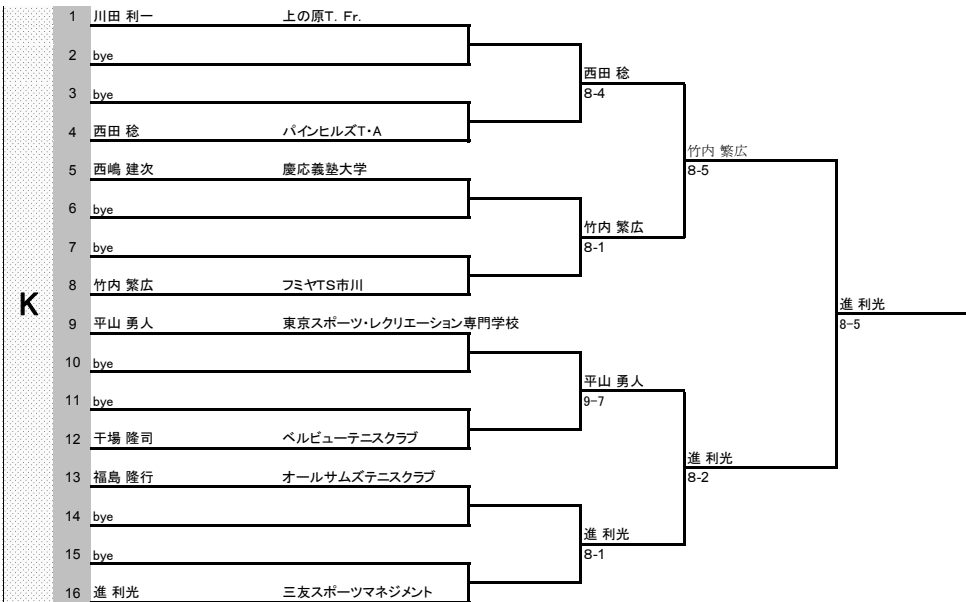 K
1 川田 利一 上の原T. Fr.
2 bye
3 bye
4 西田 稔 パインヒルズT・A
5 西嶋 建次 慶応義塾大学
6 bye
7 bye
8 竹内 繁広 フミヤTS市川
9 平山 勇人 東京スポーツ・レクリエーション専門学校
10 bye
11 bye
12 干場 隆司 ベルビューテニスクラブ
13 福島 隆行 オールサムズテニスクラブ
14 bye
15 bye
16 進 利光 三友スポーツマネジメント
西田 稔
8-4
竹内 繁広
8-1
平山 勇人
9-7
進 利光
8-1
竹内 繁広
8-5
進 利光
8-2
進 利光
8-5